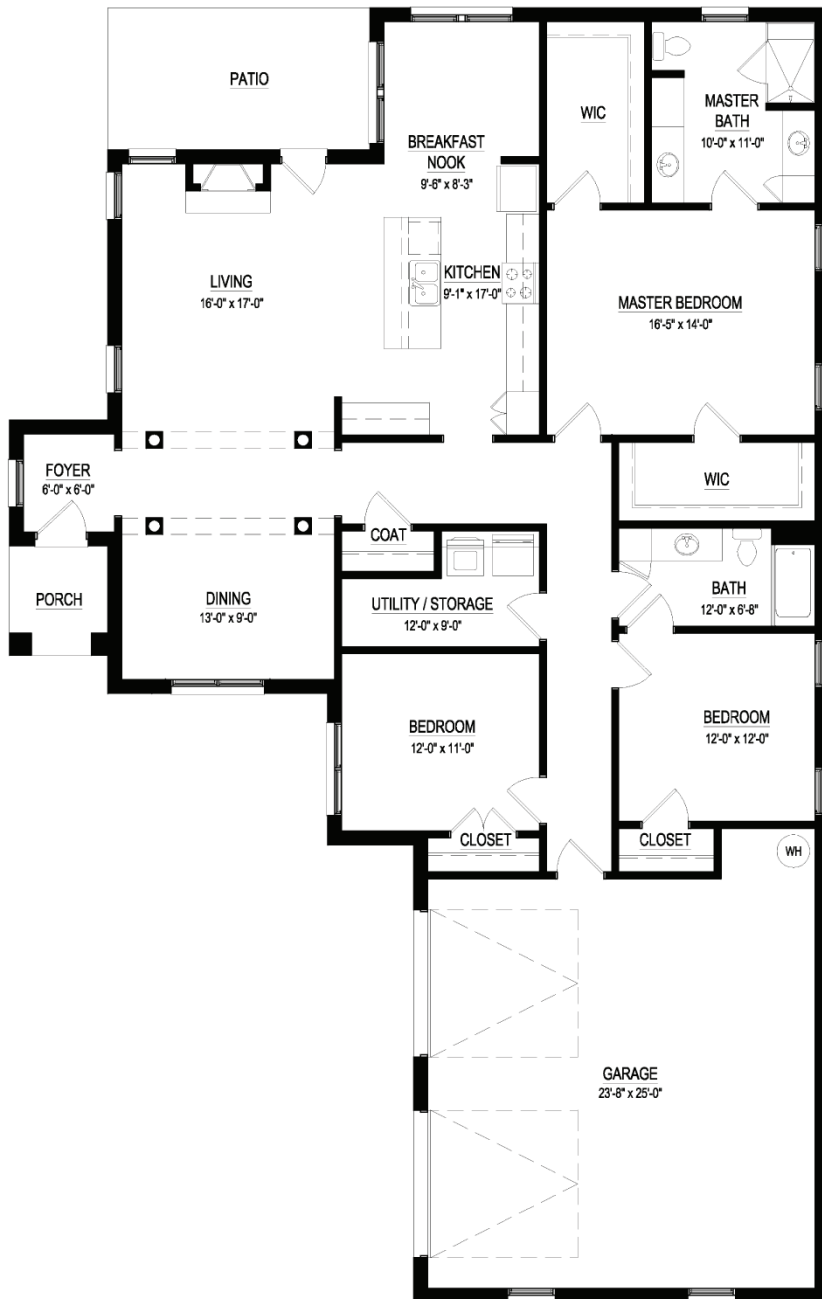 PATIO
BREAKFAST
NOOK
9'-6" x 8'-3"
WIC
MASTER
BATH
10'-0" x 11'-0"
LIVING
16'-0" x 17'-0"
KITCHEN
9'-1" x 17'-0"
MASTER BEDROOM
16'-5" x 14'-0"
FOYER
6'-0" x 6'-0"
WIC
COAT
PORCH
DINING
13'-0" x 9'-0"
UTILITY / STORAGE
12'-0" x 9'-0"
BATH
12'-0" x 6'-8"
BEDROOM
12'-0" x 11'-0"
BEDROOM
12'-0" x 12'-0"
CLOSET
CLOSET
WH
GARAGE
23'-8" x 25'-0"